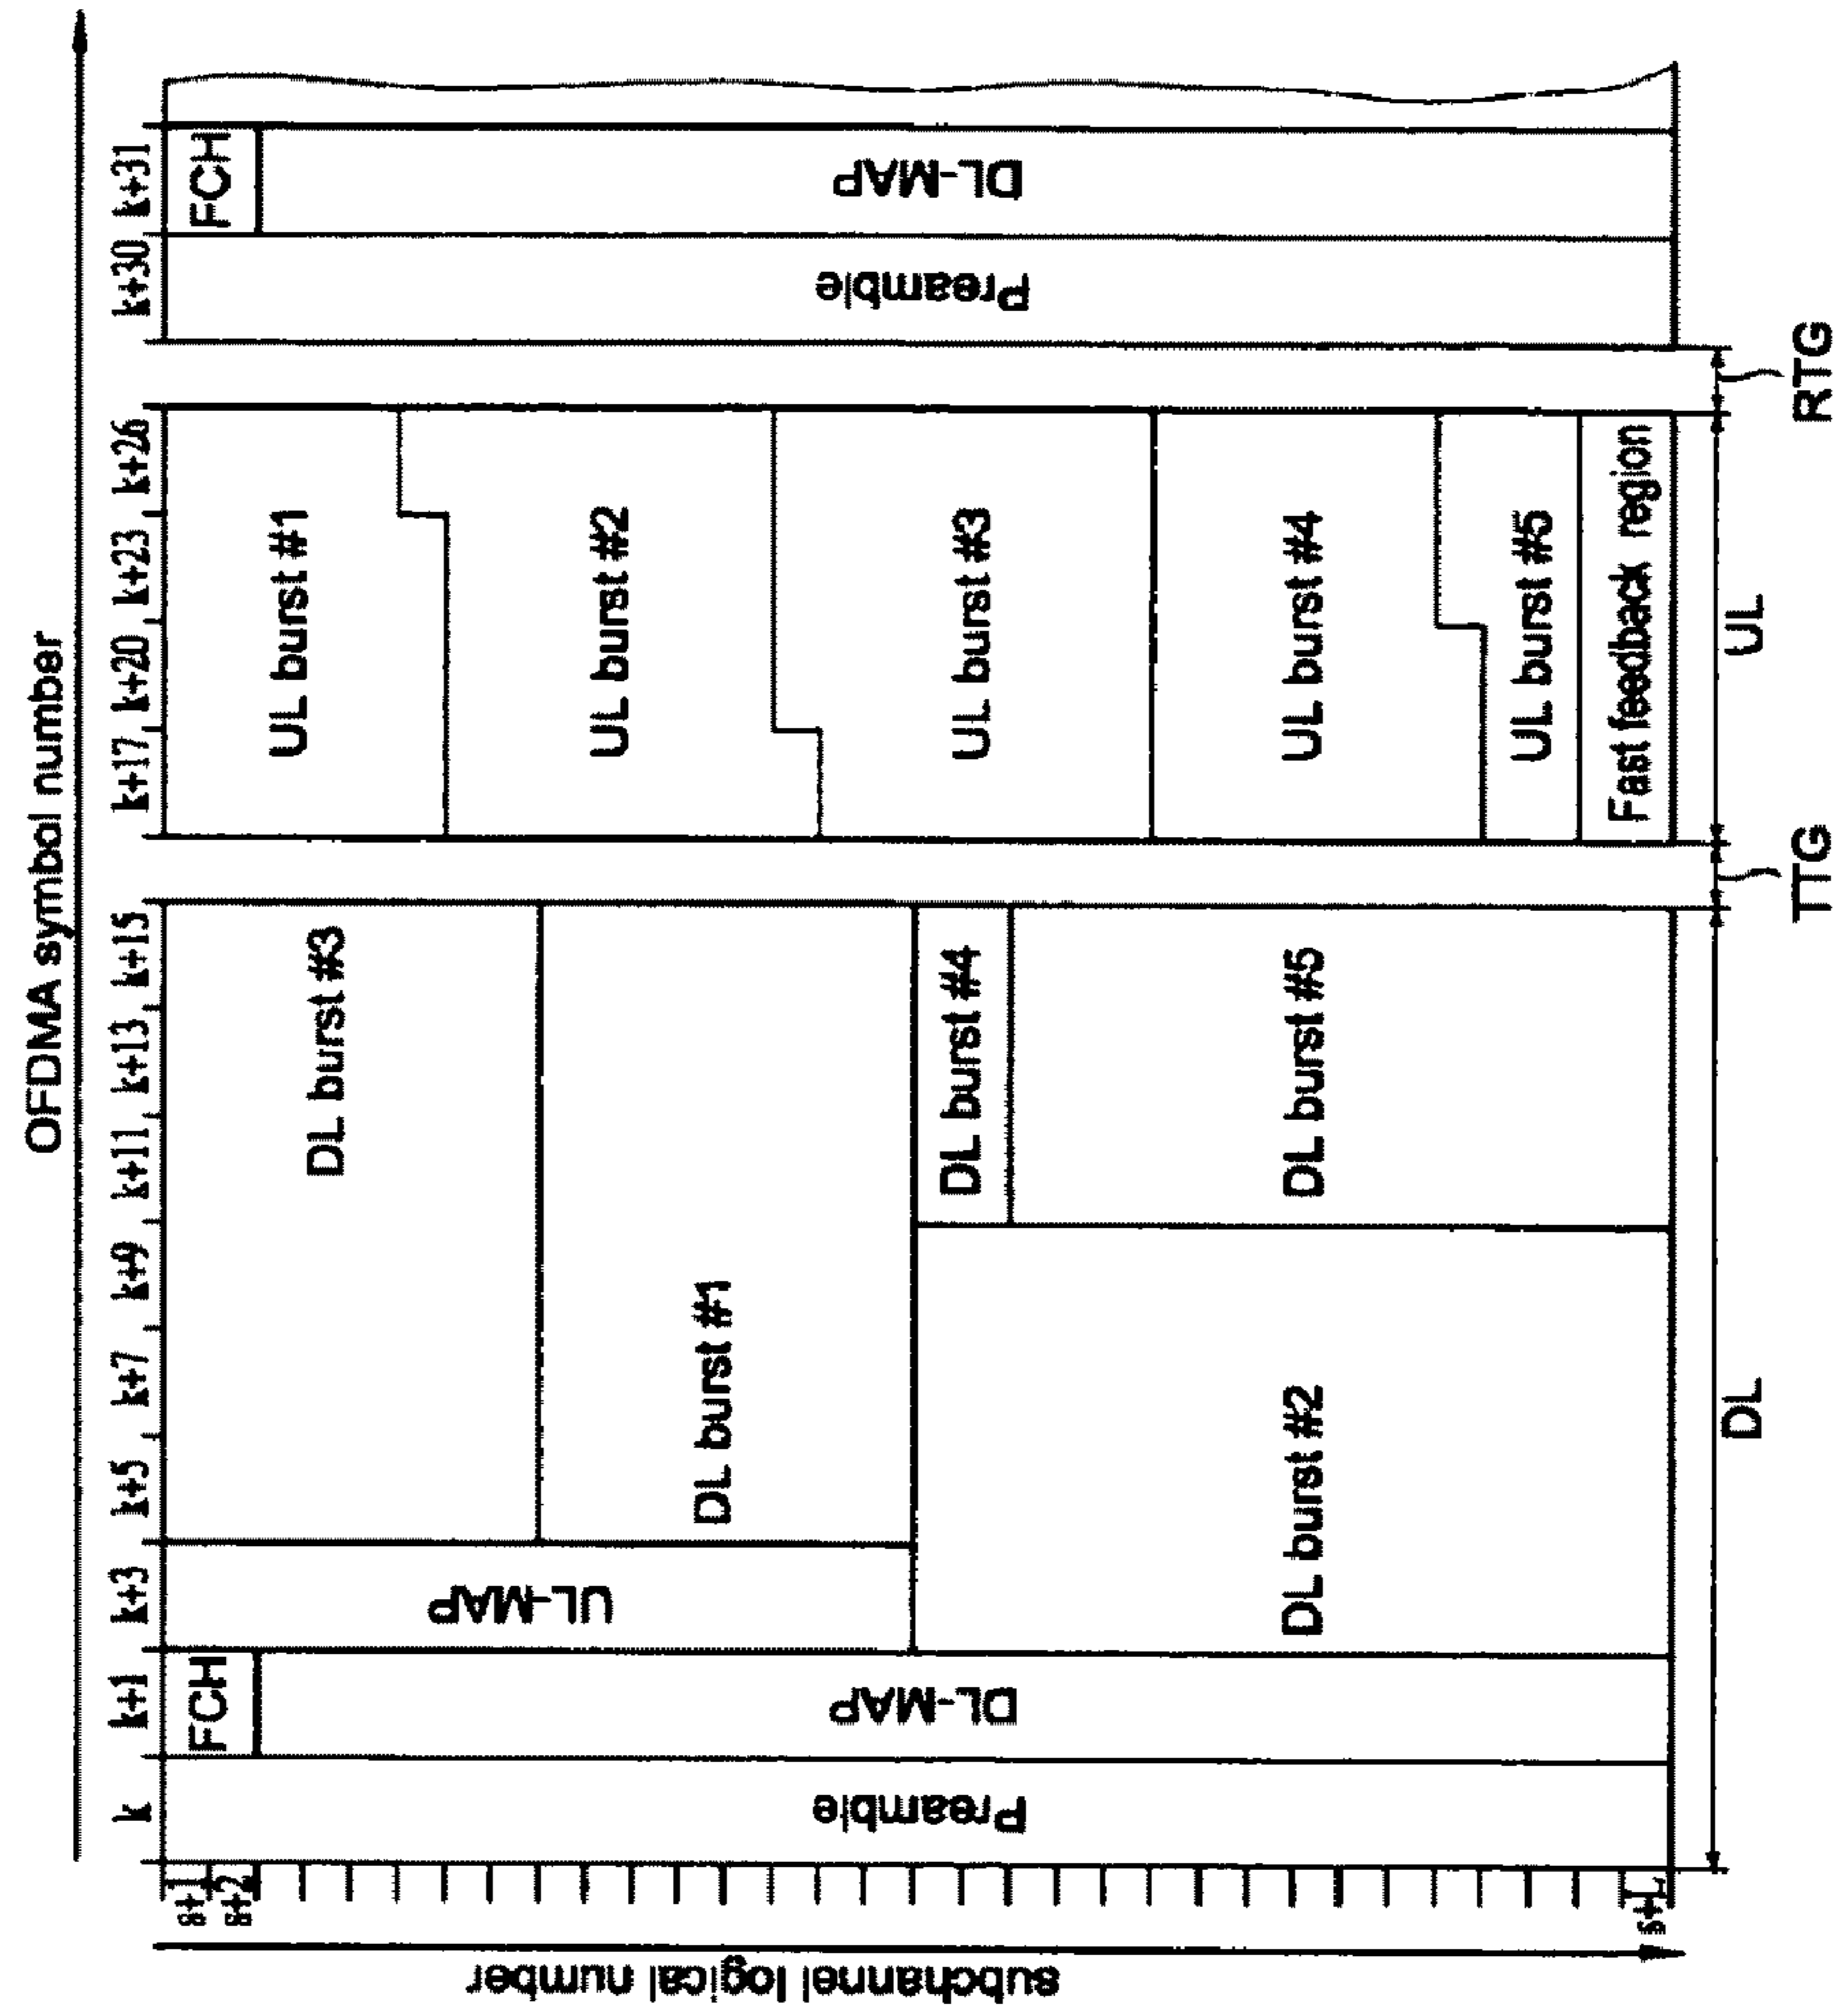 OFDMA symbol number
k
k+1
k+3
k+5
k+7
k+9
k+11
k+13
k+15
k+17
k+20
k+23
k+26
k+30
k+31
subchannel logical number
s+1
s+2
s+L
Preamble
FCH
DL-MAP
UL-MAP
DL burst #3
DL burst #1
DL burst #2
DL burst #4
DL burst #5
UL burst #1
UL burst #2
UL burst #3
UL burst #4
UL burst #5
Fast feedback region
Preamble
FCH
DL-MAP
DL
TTG
UL
RTG